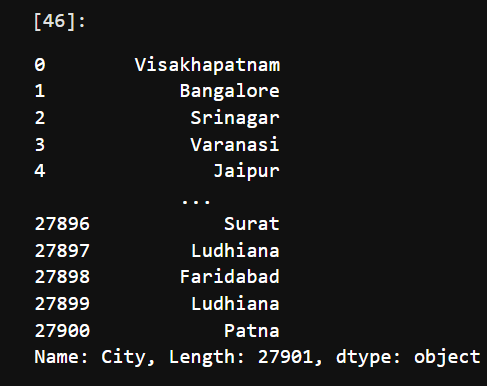 [46]:
0 Visakhapatnam
1 Bangalore
2 Srinagar
3 Varanasi
4 Jaipur
...
27896 Surat
27897 Ludhiana
27898 Faridabad
27899 Ludhiana
27900 Patna
Name: City, Length: 27901, dtype: object